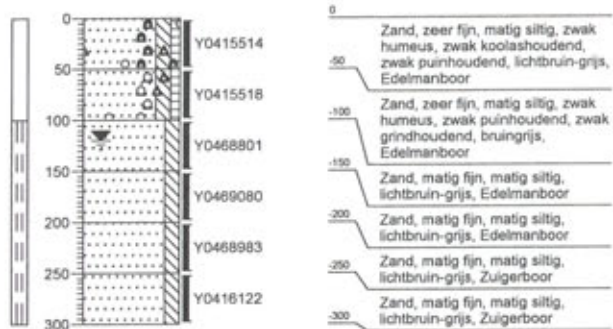 0
50
100
150
200
250
300
Y0415514
Y0415518
Y0468801
Y0469080
Y0468983
Y0416122
0
Zand, zeer fijn, matig siltig, zwak
humeus, zwak koolashoudend,
zwak puinhoudend, lichtbruin-grijs,
Edelmanboor
-50
Zand, zeer fijn, matig siltig, zwak
humeus, zwak puinhoudend, zwak
grindhoudend, bruingrijs,
Edelmanboor
-100
Zand, matig fijn, matig siltig,
lichtbruin-grijs, Edelmanboor
-150
Zand, matig fijn, matig siltig,
lichtbruin-grijs, Edelmanboor
-200
Zand, matig fijn, matig siltig,
lichtbruin-grijs, Zuigerboor
-250
Zand, matig fijn, matig siltig,
lichtbruin-grijs, Zuigerboor
-300